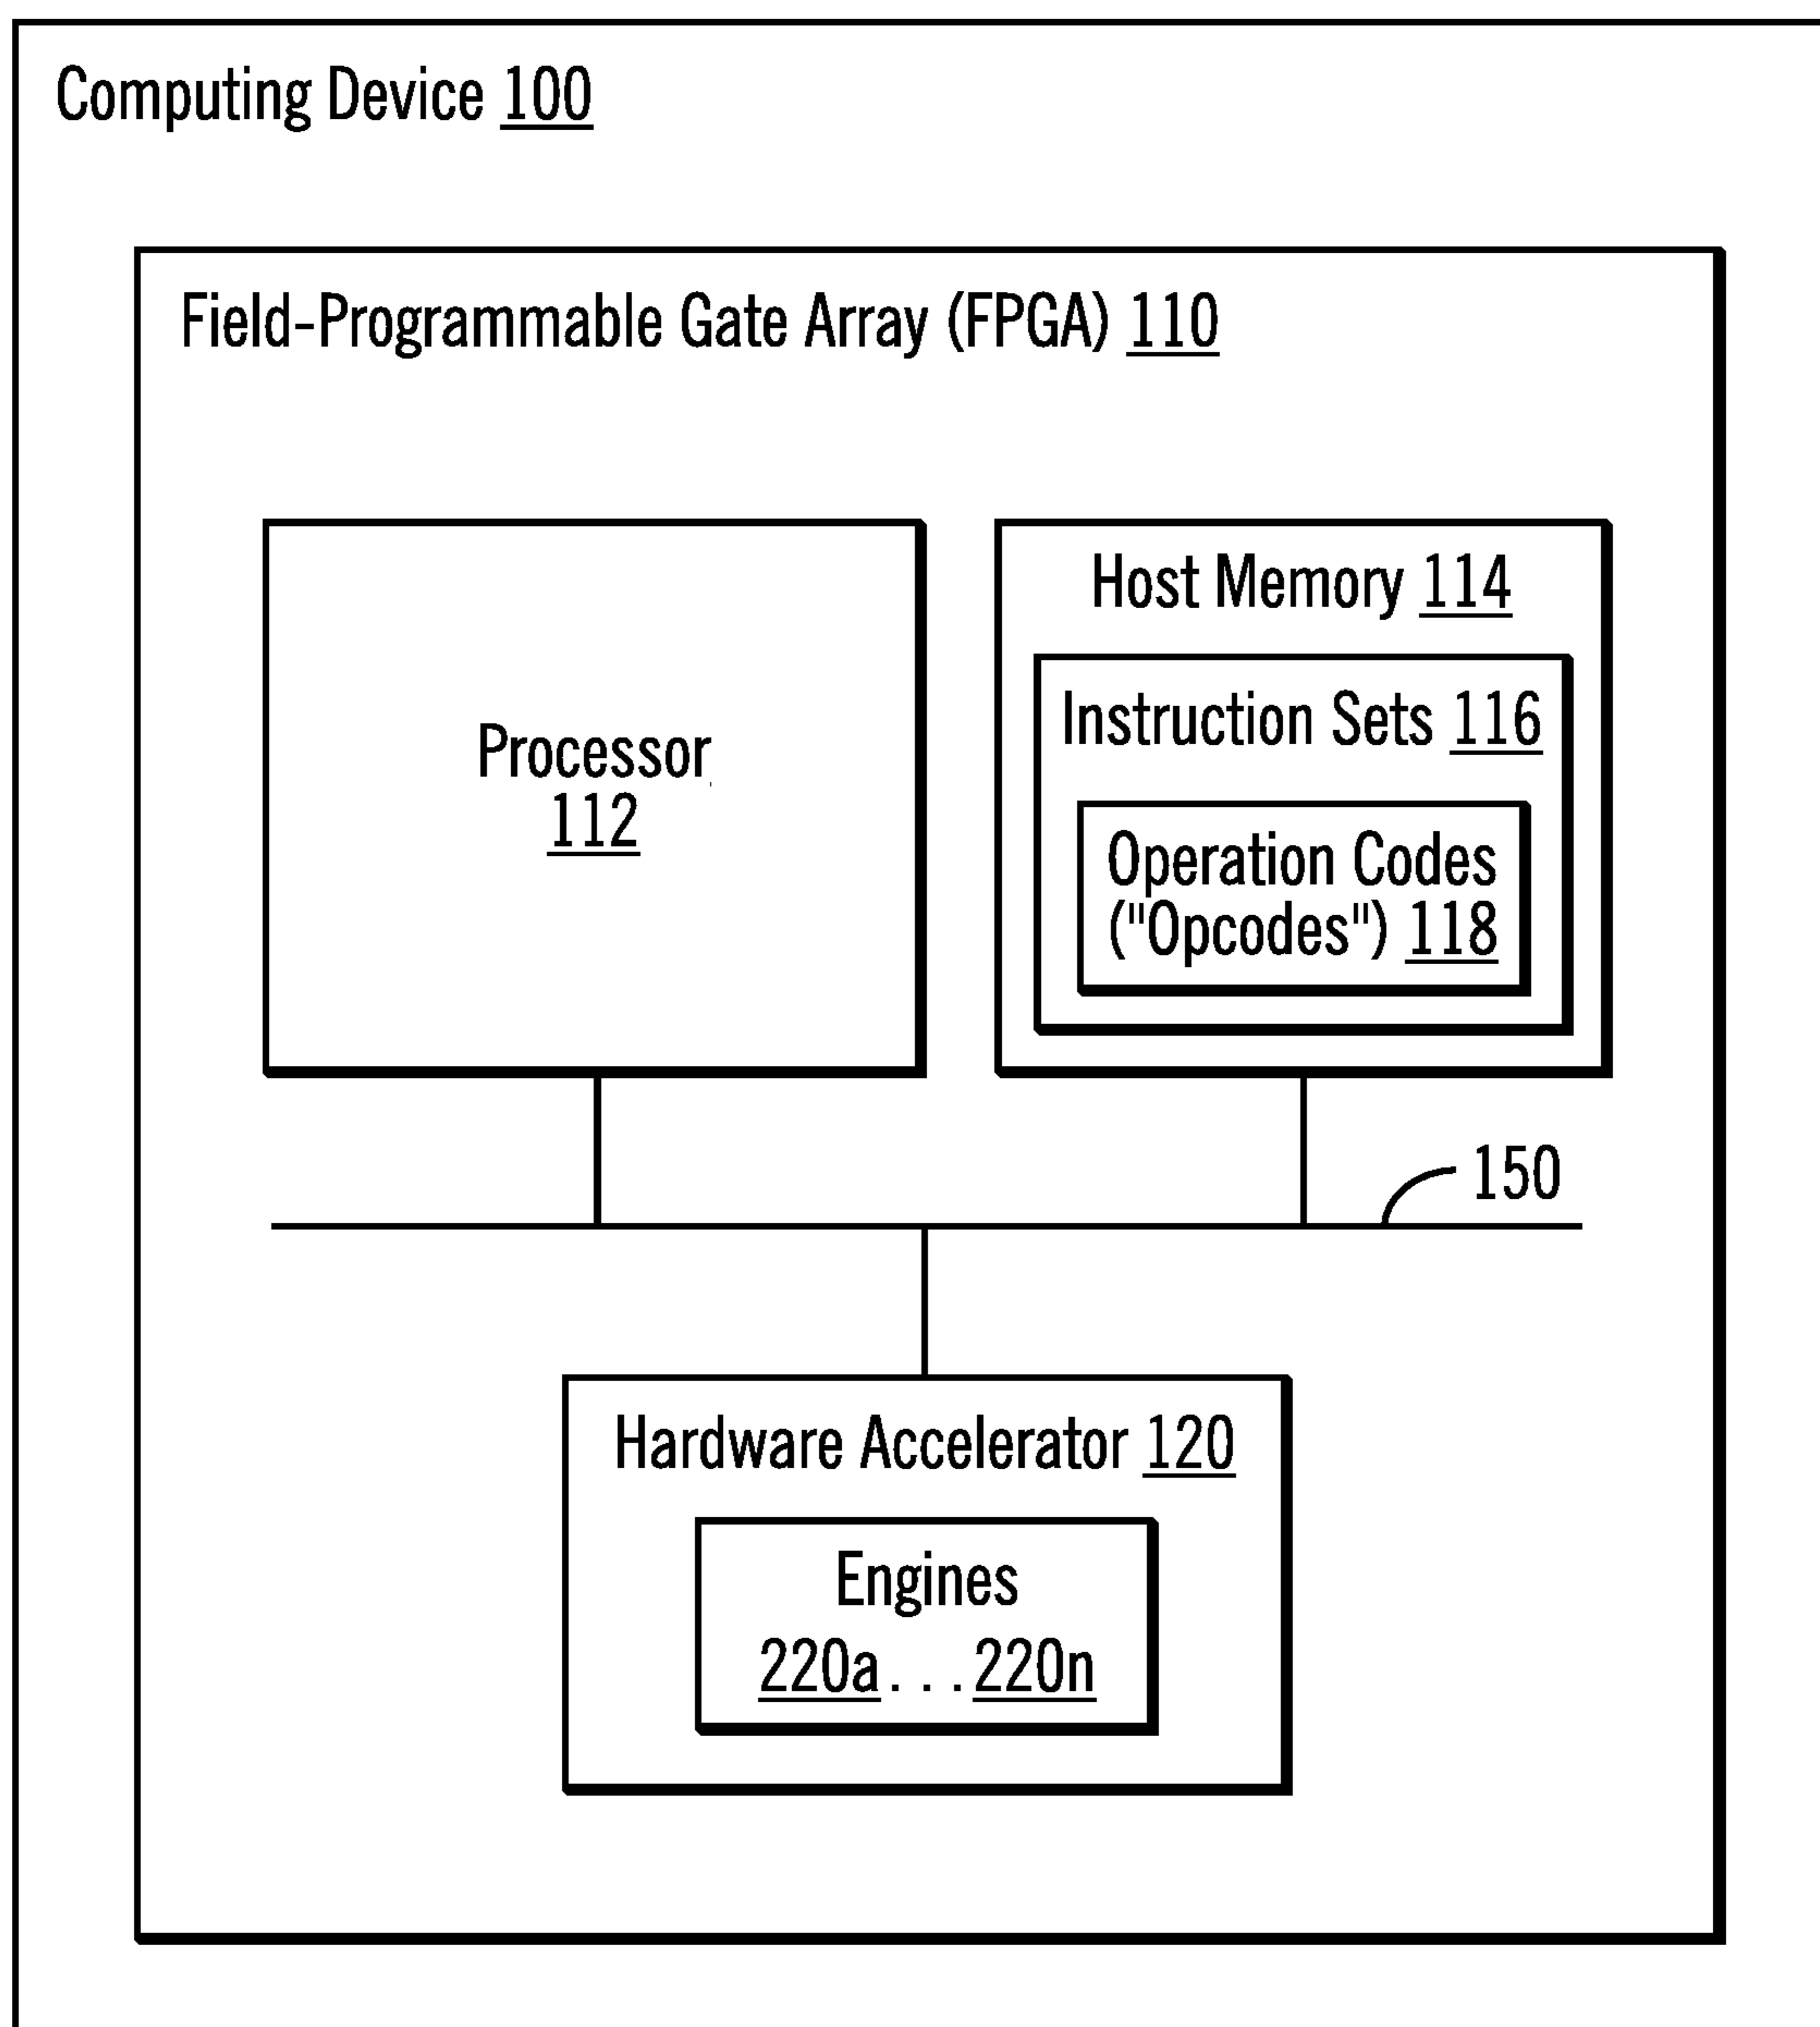 Computing Device 100
Field-Programmable Gate Array (FPGA) 110
Processor
112
Host Memory 114
Instruction Sets 116
Operation Codes
("Opcodes") 118
150
Hardware Accelerator 120
Engines
220a...220n